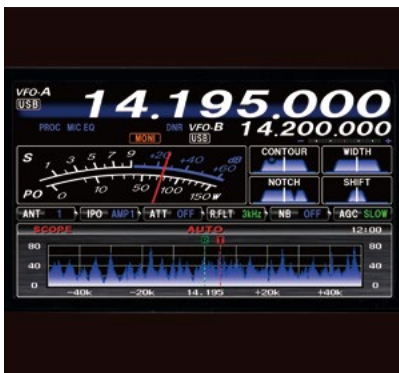 VFO-A 14.195.000
USB
PROC MIC EQ DNR VFO-B 14.200.000
MONI USB
CONTOUR WIDTH
S 1 3 5 7 9 +20 +40 +60 dB
PO 0 10 50 100 150 W
NOTCH SHIFT
ANT 1 IPO AMP1 ATT OFF R.FLT 3kHz NB OFF AGC SLOW
SCOPE AUTO 12:00
80 R T 80
40 40
0 0
-40k -20k 14.195 +20k +40k